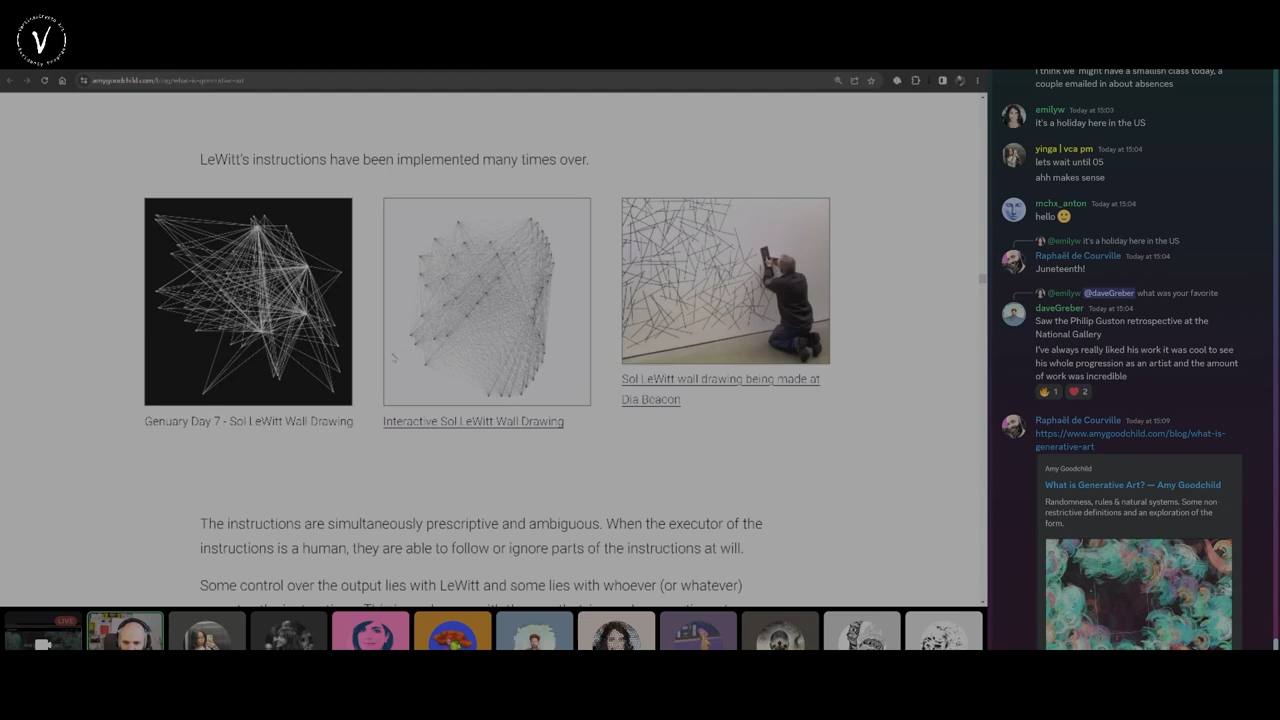 V
amygoodchild.com/blog/what-is-generative-art
LeWitt's instructions have been implemented many times over.
Genuary Day 7 - Sol LeWitt Wall Drawing
Interactive Sol LeWitt Wall Drawing
Sol LeWitt wall drawing being made at
Dia Beacon
The instructions are simultaneously prescriptive and ambiguous. When the executor of the
instructions is a human, they are able to follow or ignore parts of the instructions at will.
Some control over the output lies with LeWitt and some lies with whoever (or whatever)
LIVE
I think we might have a smallish class today, a
couple emailed in about absences
emilyw Today at 15:03
it's a holiday here in the US
yinga | vca pm Today at 15:04
lets wait until 05
ahh makes sense
mchx_anton Today at 15:04
hello 🙂
@emilyw it's a holiday here in the US
Raphaël de Courville Today at 15:04
Juneteenth!
@emilyw @daveGreber what was your favorite
daveGreber Today at 15:04
Saw the Philip Guston retrospective at the
National Gallery
I've always really liked his work it was cool to see
his whole progression as an artist and the amount
of work was incredible
🔥 1 ❤️ 2
Raphaël de Courville Today at 15:09
https://www.amygoodchild.com/blog/what-is-
generative-art
Amy Goodchild
What is Generative Art? — Amy Goodchild
Randomness, rules & natural systems. Some non-
restrictive definitions and an exploration of the
form.